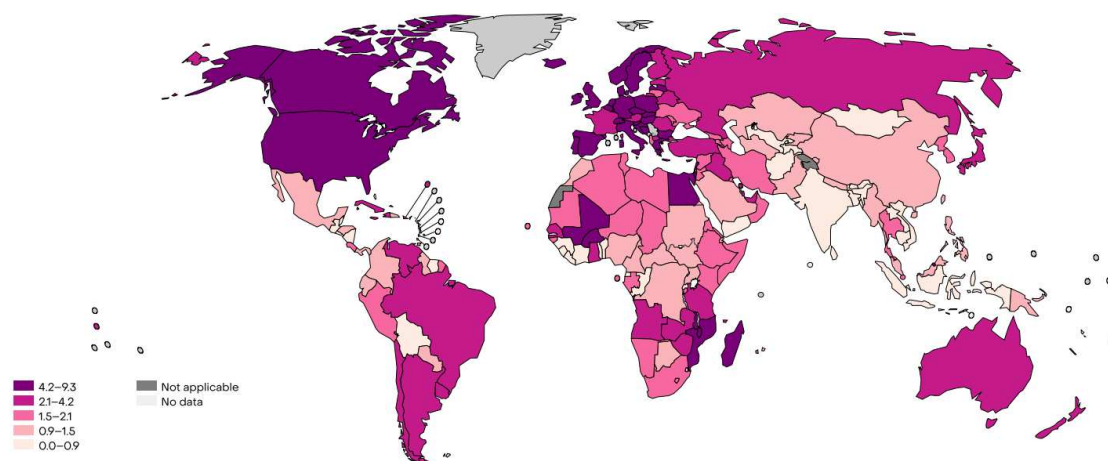 4.2–9.3
2.1–4.2
1.5–2.1
0.9–1.5
0.0–0.9
Not applicable
No data